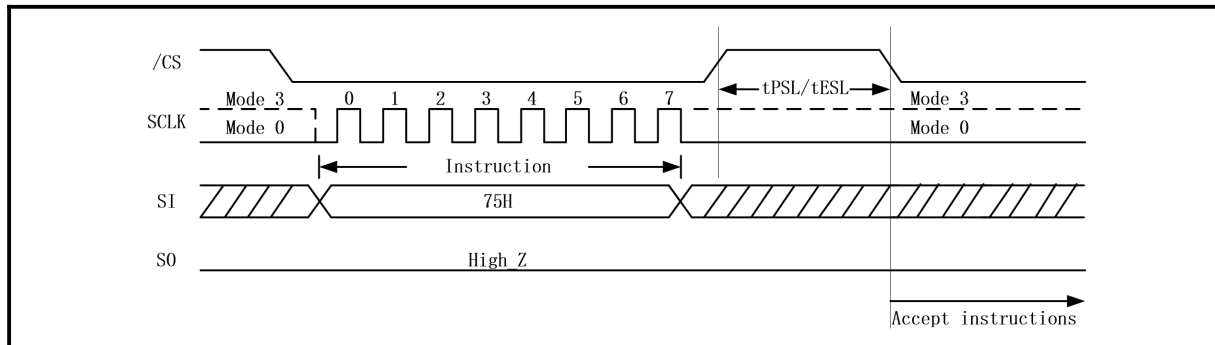 /CS
tPSL/tESL
Mode 3 0 1 2 3 4 5 6 7 Mode 3
SCLK
Mode 0 Mode 0
Instruction
SI 75H
SO High_Z
Accept instructions